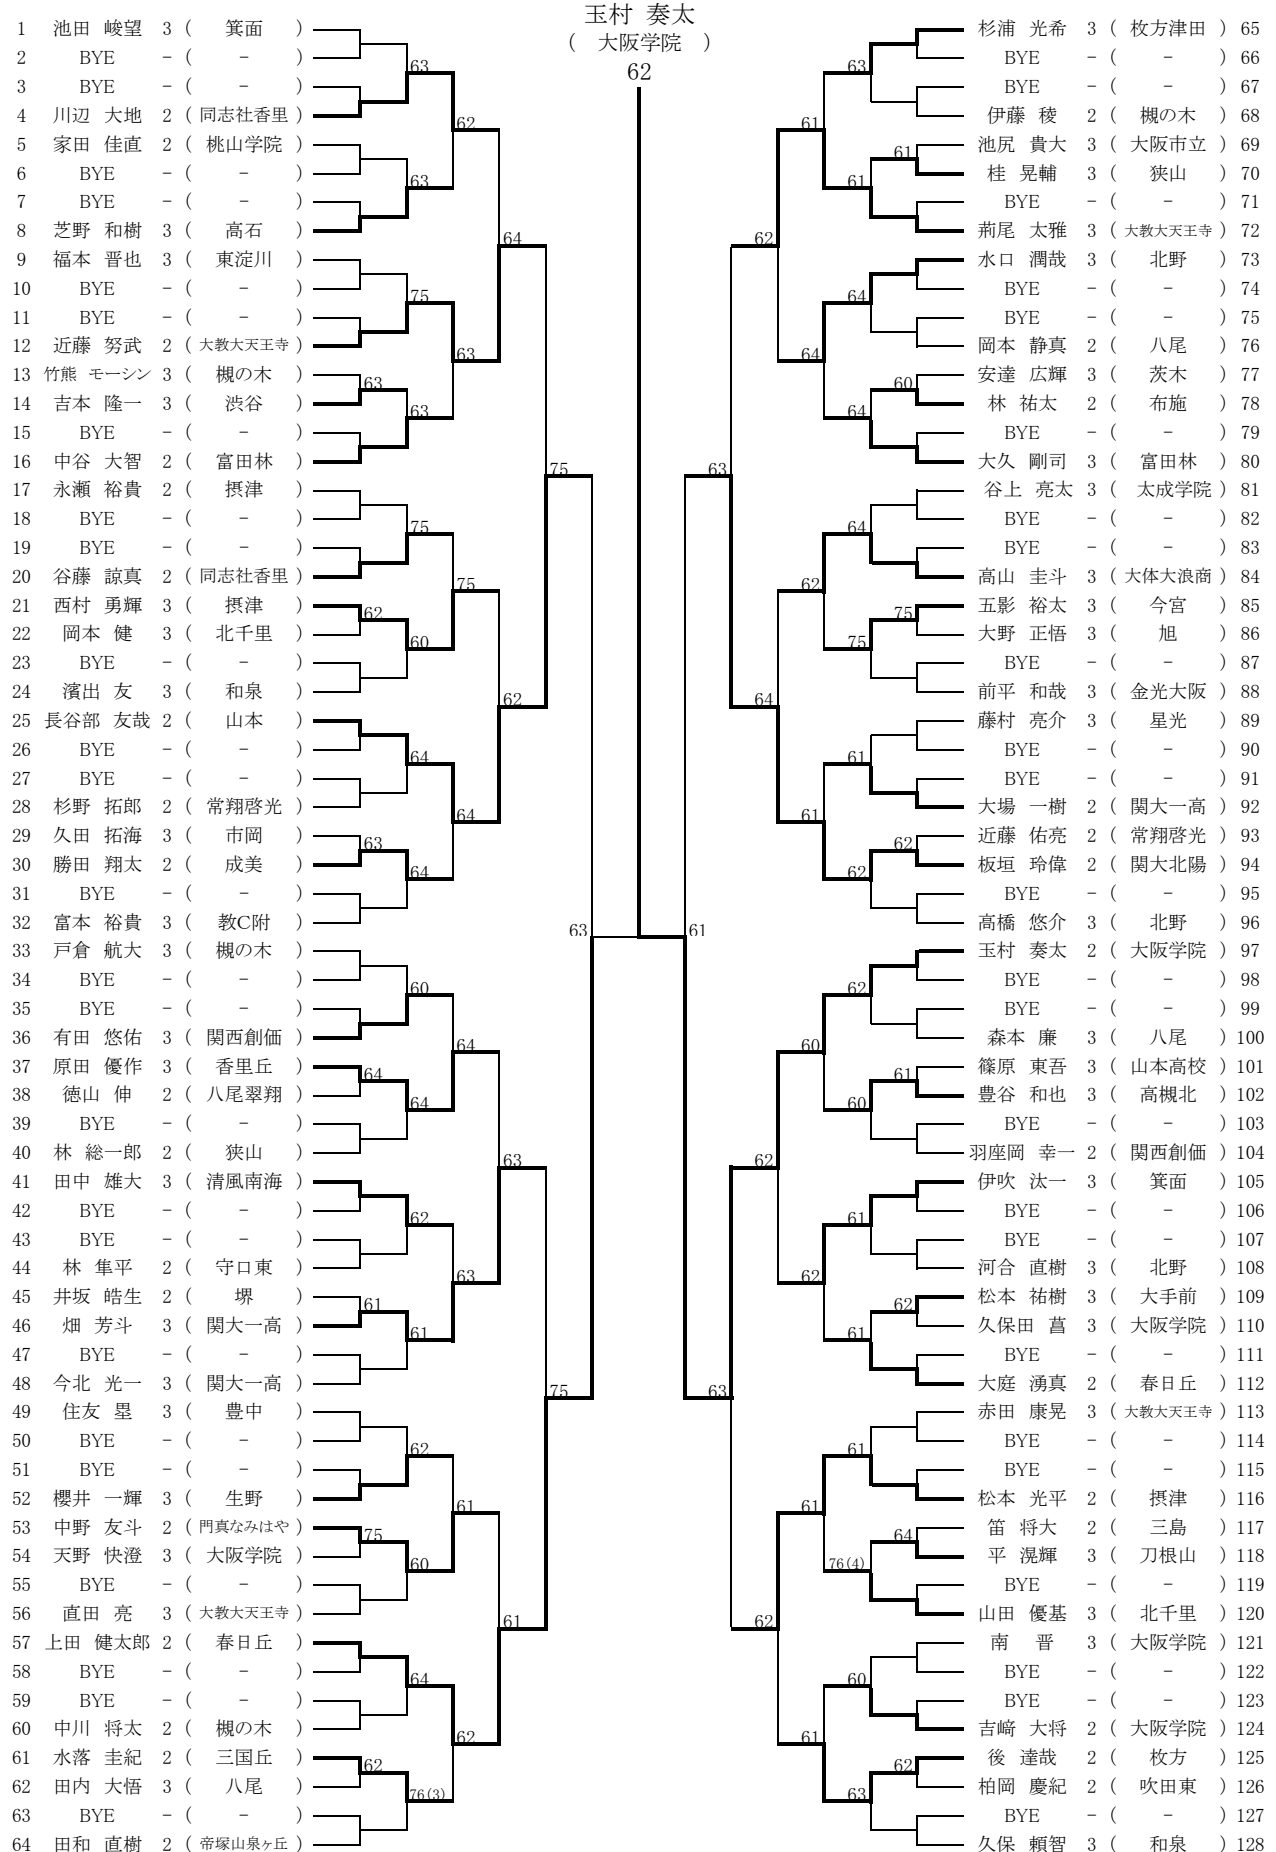 玉村 奏太
( 大阪学院 )
62
1 池田 峻望 3 ( 箕面 )
2 BYE - ( - )
63
3 BYE - ( - )
4 川辺 大地 2 ( 同志社香里 )
62
5 家田 佳直 2 ( 桃山学院 )
6 BYE - ( - )
63
7 BYE - ( - )
8 芝野 和樹 3 ( 高石 )
64
9 福本 晋也 3 ( 東淀川 )
10 BYE - ( - )
75
11 BYE - ( - )
12 近藤 努武 2 ( 大教大天王寺 )
63
13 竹熊 モーシン 3 ( 槻の木 )
63
14 吉本 隆一 3 ( 渋谷 )
63
15 BYE - ( - )
16 中谷 大智 2 ( 富田林 )
75
17 永瀬 裕貴 2 ( 摂津 )
18 BYE - ( - )
75
19 BYE - ( - )
20 谷藤 諒真 2 ( 同志社香里 )
75
21 西村 勇輝 3 ( 摂津 )
62
22 岡本 健 3 ( 北千里 )
60
23 BYE - ( - )
24 濱出 友 3 ( 和泉 )
62
25 長谷部 友哉 2 ( 山本 )
26 BYE - ( - )
64
27 BYE - ( - )
28 杉野 拓郎 2 ( 常翔啓光 )
64
29 久田 拓海 3 ( 市岡 )
63
30 勝田 翔太 2 ( 成美 )
64
31 BYE - ( - )
32 富本 裕貴 3 ( 教C附 )
63
33 戸倉 航大 3 ( 槻の木 )
34 BYE - ( - )
60
35 BYE - ( - )
36 有田 悠佑 3 ( 関西創価 )
64
37 原田 優作 3 ( 香里丘 )
64
38 徳山 伸 2 ( 八尾翠翔 )
64
39 BYE - ( - )
40 林 総一郎 2 ( 狭山 )
63
41 田中 雄大 3 ( 清風南海 )
42 BYE - ( - )
62
43 BYE - ( - )
44 林 隼平 2 ( 守口東 )
63
45 井坂 皓生 2 ( 堺 )
61
46 畑 芳斗 3 ( 関大一高 )
61
47 BYE - ( - )
48 今北 光一 3 ( 関大一高 )
75
49 住友 塁 3 ( 豊中 )
50 BYE - ( - )
62
51 BYE - ( - )
52 櫻井 一輝 3 ( 生野 )
61
53 中野 友斗 2 ( 門真なみはや )
75
54 天野 快澄 3 ( 大阪学院 )
60
55 BYE - ( - )
56 直田 亮 3 ( 大教大天王寺 )
61
57 上田 健太郎 2 ( 春日丘 )
58 BYE - ( - )
64
59 BYE - ( - )
60 中川 将太 2 ( 槻の木 )
62
61 水落 圭紀 2 ( 三国丘 )
62
62 田内 大悟 3 ( 八尾 )
76(3)
63 BYE - ( - )
64 田和 直樹 2 ( 帝塚山泉ヶ丘 )
杉浦 光希 3 ( 枚方津田 ) 65
BYE - ( - ) 66
63
BYE - ( - ) 67
伊藤 稜 2 ( 槻の木 ) 68
61
池尻 貴大 3 ( 大阪市立 ) 69
61
桂 晃輔 3 ( 狭山 ) 70
61
BYE - ( - ) 71
荊尾 太雅 3 ( 大教大天王寺 ) 72
62
水口 潤哉 3 ( 北野 ) 73
BYE - ( - ) 74
64
BYE - ( - ) 75
岡本 静真 2 ( 八尾 ) 76
64
安達 広輝 3 ( 茨木 ) 77
60
林 祐太 2 ( 布施 ) 78
64
BYE - ( - ) 79
大久 剛司 3 ( 富田林 ) 80
63
谷上 亮太 3 ( 太成学院 ) 81
BYE - ( - ) 82
64
BYE - ( - ) 83
高山 圭斗 3 ( 大体大浪商 ) 84
62
五影 裕太 3 ( 今宮 ) 85
75
大野 正悟 3 ( 旭 ) 86
75
BYE - ( - ) 87
前平 和哉 3 ( 金光大阪 ) 88
64
藤村 亮介 3 ( 星光 ) 89
BYE - ( - ) 90
61
BYE - ( - ) 91
大場 一樹 2 ( 関大一高 ) 92
61
近藤 佑亮 2 ( 常翔啓光 ) 93
62
板垣 玲偉 2 ( 関大北陽 ) 94
62
BYE - ( - ) 95
高橋 悠介 3 ( 北野 ) 96
61
玉村 奏太 2 ( 大阪学院 ) 97
BYE - ( - ) 98
62
BYE - ( - ) 99
森本 廉 3 ( 八尾 ) 100
60
篠原 東吾 3 ( 山本高校 ) 101
61
豊谷 和也 3 ( 高槻北 ) 102
60
BYE - ( - ) 103
羽座岡 幸一 2 ( 関西創価 ) 104
62
伊吹 汰一 3 ( 箕面 ) 105
BYE - ( - ) 106
61
BYE - ( - ) 107
河合 直樹 3 ( 北野 ) 108
62
松本 祐樹 3 ( 大手前 ) 109
62
久保田 菖 3 ( 大阪学院 ) 110
61
BYE - ( - ) 111
大庭 湧真 2 ( 春日丘 ) 112
63
赤田 康晃 3 ( 大教大天王寺 ) 113
BYE - ( - ) 114
61
BYE - ( - ) 115
松本 光平 2 ( 摂津 ) 116
61
笛 将大 2 ( 三島 ) 117
64
平 滉輝 3 ( 刀根山 ) 118
76(4)
BYE - ( - ) 119
山田 優基 3 ( 北千里 ) 120
62
南 晋 3 ( 大阪学院 ) 121
BYE - ( - ) 122
60
BYE - ( - ) 123
吉﨑 大将 2 ( 大阪学院 ) 124
61
後 達哉 2 ( 枚方 ) 125
62
柏岡 慶紀 2 ( 吹田東 ) 126
63
BYE - ( - ) 127
久保 頼智 3 ( 和泉 ) 128